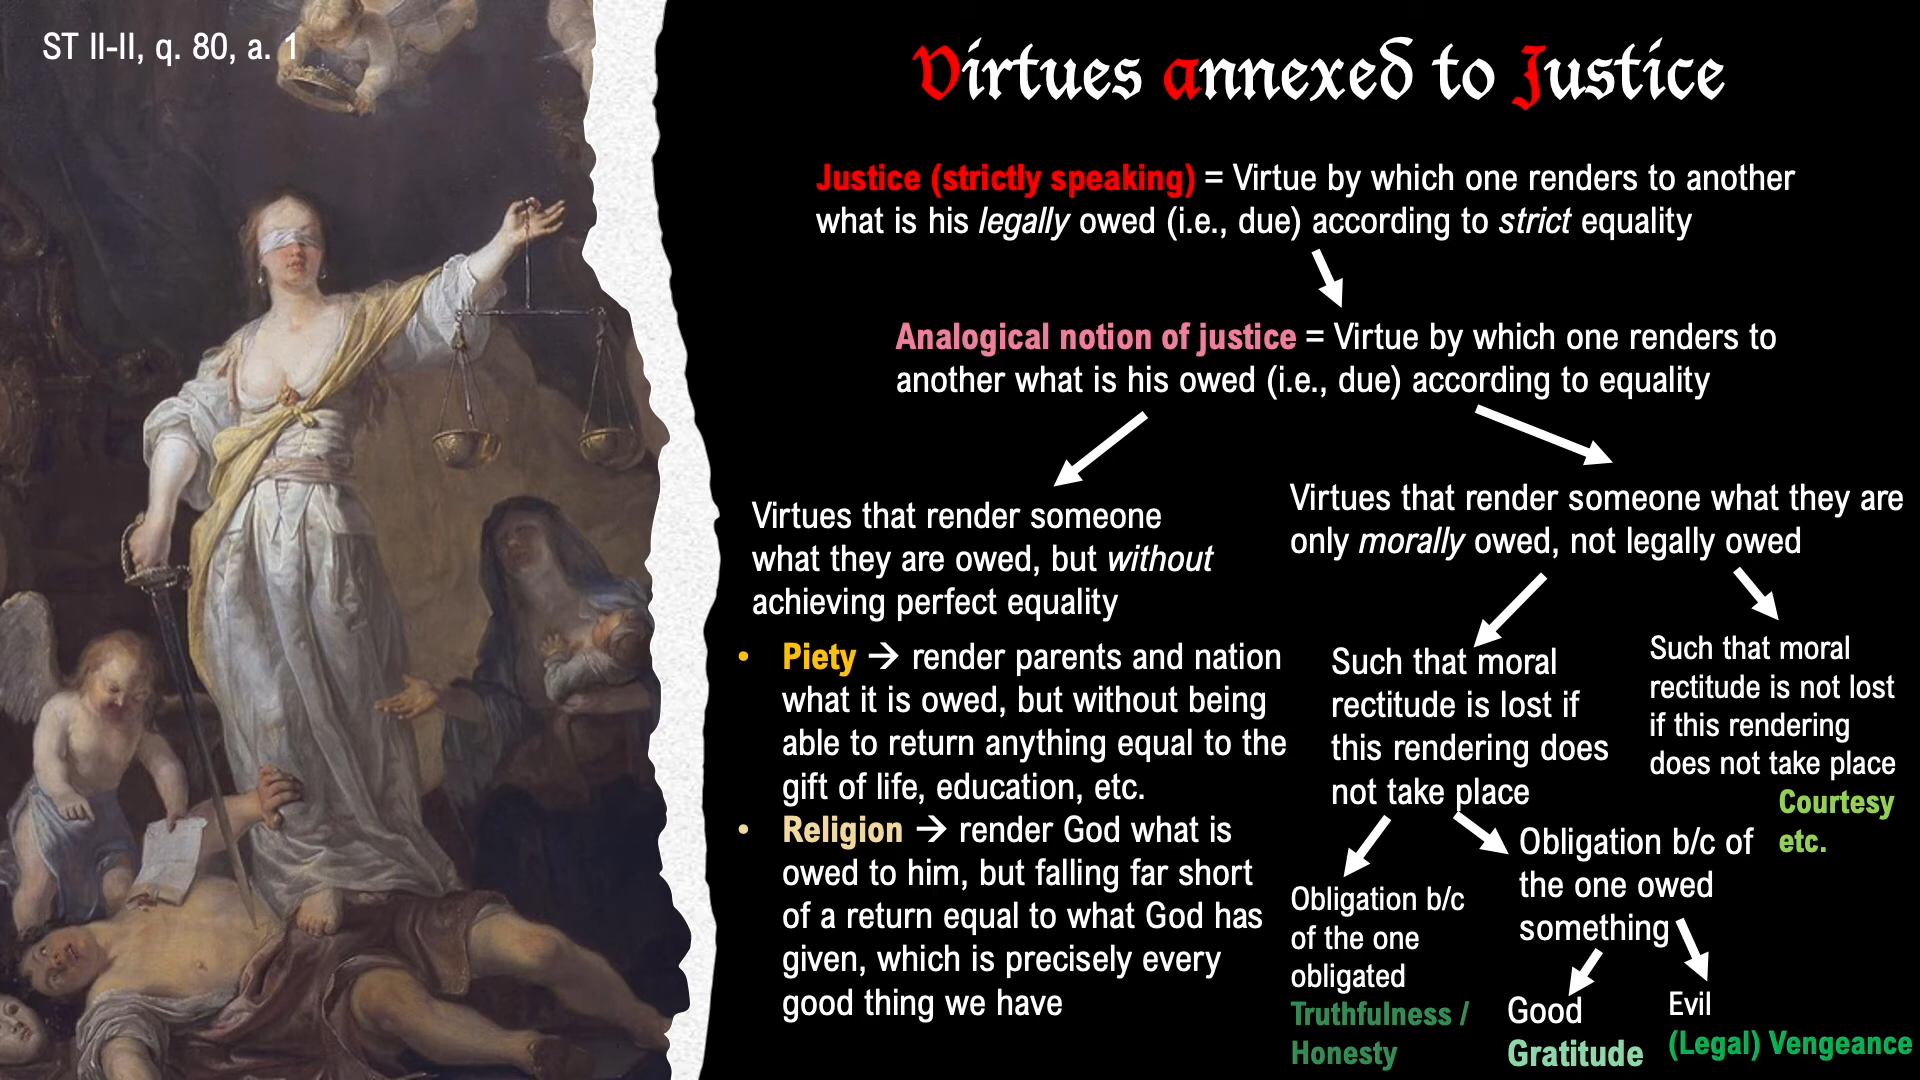 ST II-II, q. 80, a. 1
Virtues annexed to Justice
Justice (strictly speaking) = Virtue by which one renders to another
what is his legally owed (i.e., due) according to strict equality
Analogical notion of justice = Virtue by which one renders to
another what is his owed (i.e., due) according to equality
Virtues that render someone
what they are owed, but without
achieving perfect equality
• Piety → render parents and nation
what it is owed, but without being
able to return anything equal to the
gift of life, education, etc.
• Religion → render God what is
owed to him, but falling far short
of a return equal to what God has
given, which is precisely every
good thing we have
Virtues that render someone what they are
only morally owed, not legally owed
Such that moral
rectitude is lost if
this rendering does
not take place
Such that moral
rectitude is not lost
if this rendering
does not take place
Courtesy
etc.
Obligation b/c
of the one
obligated
Truthfulness /
Honesty
Obligation b/c of
the one owed
something
Good
Gratitude
Evil
(Legal) Vengeance